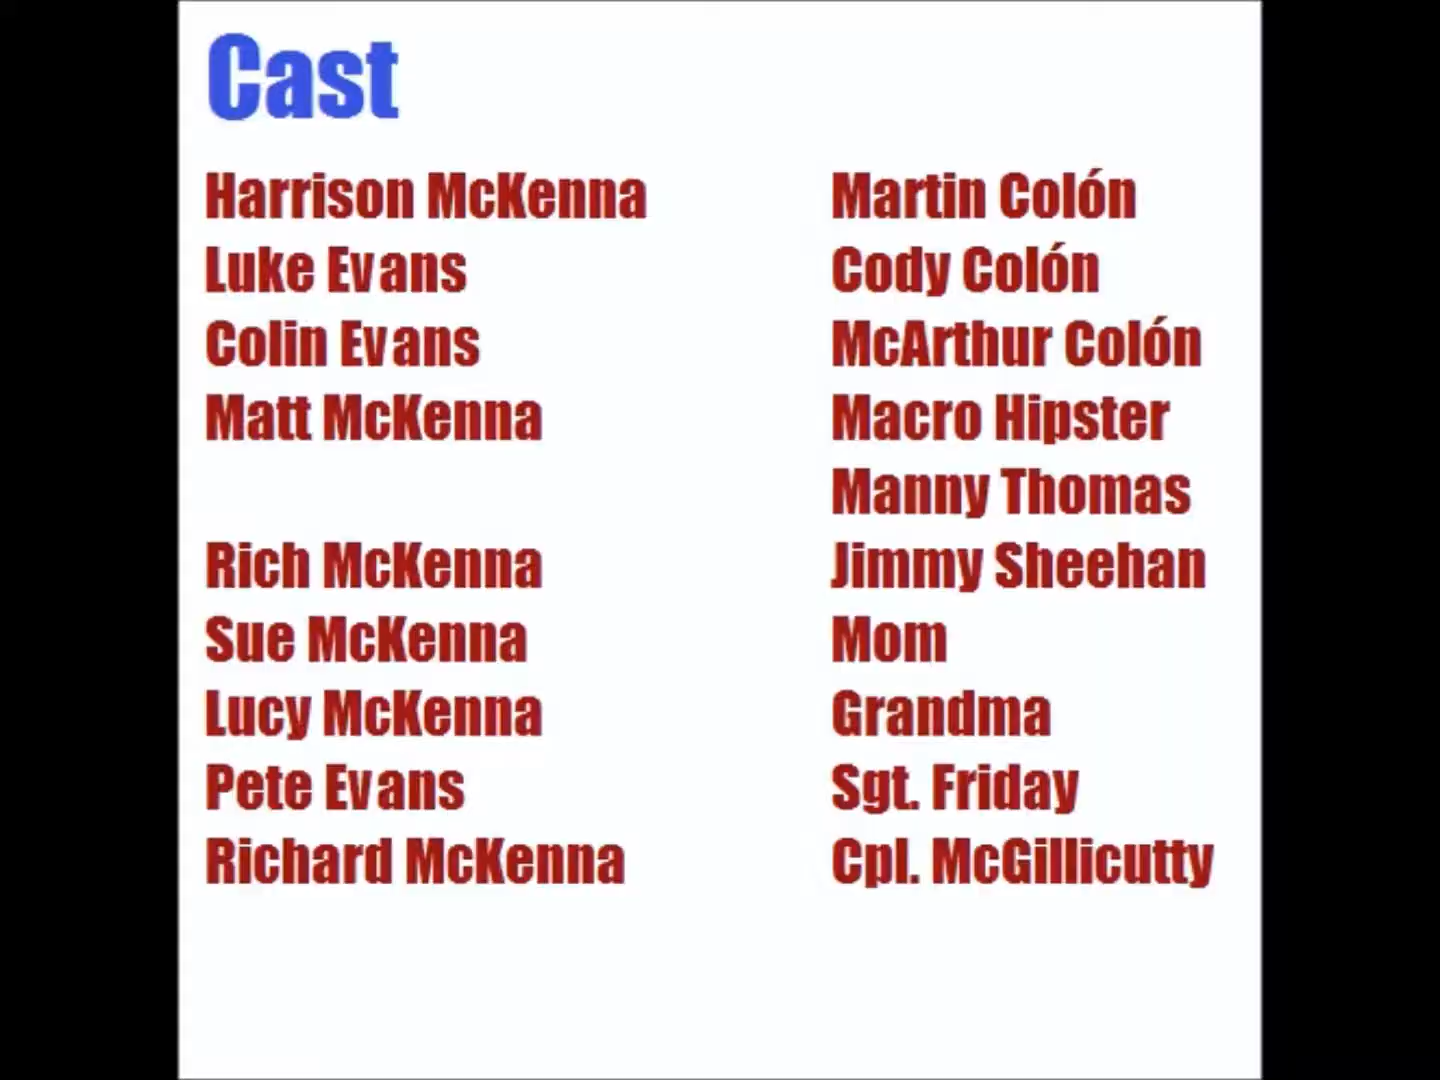 Cast
Harrison McKenna Martin Colón
Luke Evans Cody Colón
Colin Evans McArthur Colón
Matt McKenna Macro Hipster
Manny Thomas
Rich McKenna Jimmy Sheehan
Sue McKenna Mom
Lucy McKenna Grandma
Pete Evans Sgt. Friday
Richard McKenna Cpl. McGillicutty